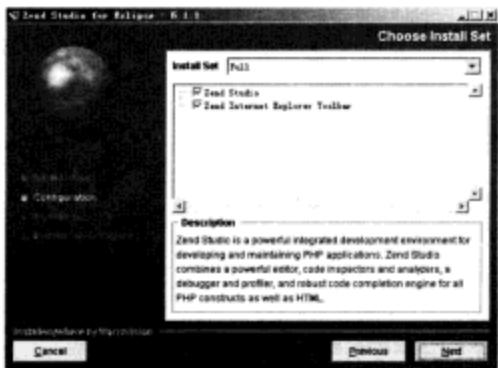 Zend Studio for Eclipse - 6.1.1
Choose Install Set
Install Set Full
Zend Studio
Zend Internet Explorer Toolbar
Configuration
Description
Zend Studio is a powerful integrated development environment for
developing and maintaining PHP applications. Zend Studio
combines a powerful editor, code inspectors and analyzers, a
debugger and profiler, and robust code completion engine for all
PHP constructs as well as HTML.
InstallAnywhere by Macrovision
Cancel
Previous
Next